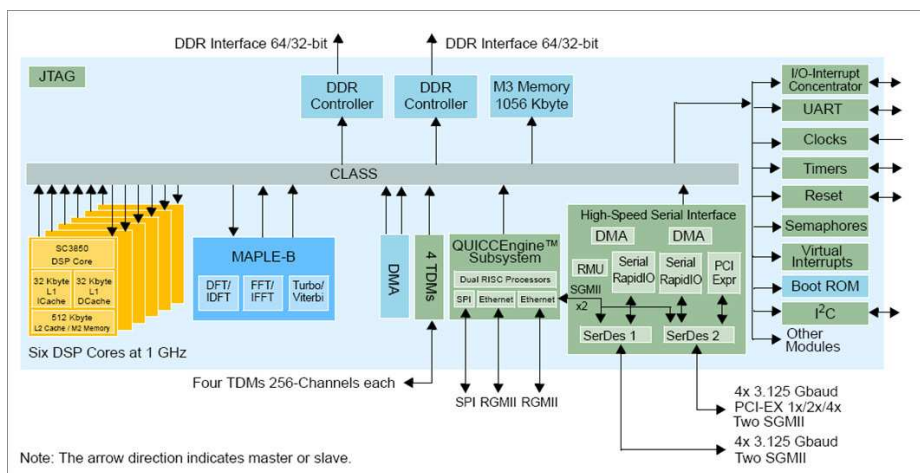 DDR Interface 64/32-bit
DDR Interface 64/32-bit
JTAG
DDR
Controller
DDR
Controller
M3 Memory
1056 Kbyte
I/O-Interrupt
Concentrator
UART
Clocks
Timers
Reset
Semaphores
Virtual
Interrupts
Boot ROM
I²C
Other
Modules
CLASS
SC3850
DSP Core
32 Kbyte
L1
ICache
32 Kbyte
L1
DCache
512 Kbyte
L2 Cache / M2 Memory
Six DSP Cores at 1 GHz
MAPLE-B
DFT/
IDFT
FFT/
IFFT
Turbo/
Viterbi
DMA
4 TDMs
QUICCEngine™
Subsystem
Dual RISC Processors
SPI
Ethernet
Ethernet
High-Speed Serial Interface
DMA
DMA
RMU
Serial
RapidIO
Serial
RapidIO
PCI
Expr
SGMII
x2
SerDes 1
SerDes 2
Four TDMs 256-Channels each
SPI
RGMII
RGMII
4x 3.125 Gbaud
PCI-EX 1x/2x/4x
Two SGMII
4x 3.125 Gbaud
Two SGMII
Note: The arrow direction indicates master or slave.